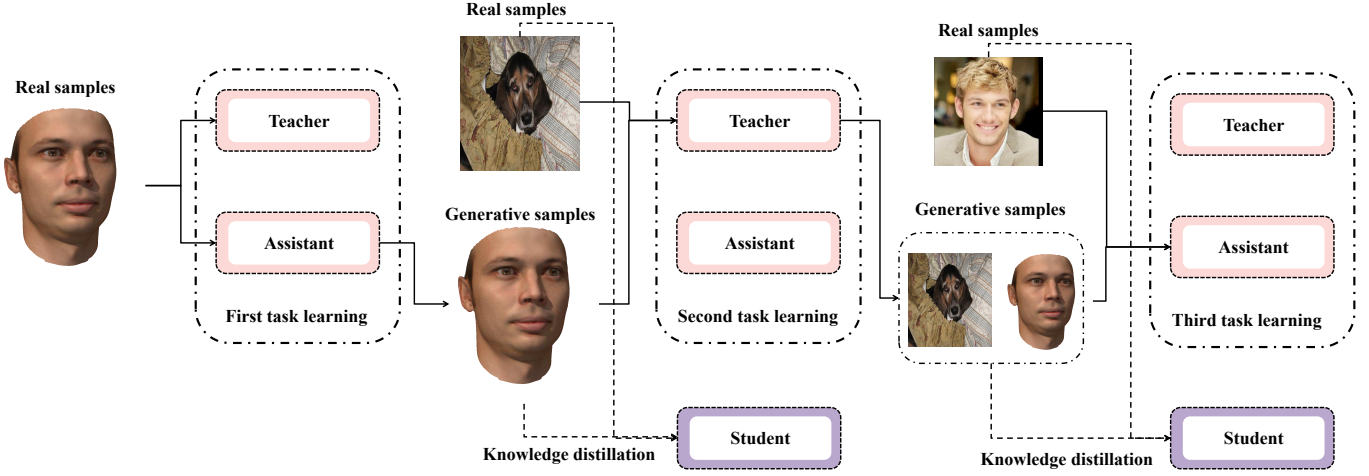 Real samples
Teacher
Assistant
First task learning
Real samples
Generative samples
Knowledge distillation
Teacher
Assistant
Second task learning
Student
Real samples
Generative samples
Knowledge distillation
Teacher
Assistant
Third task learning
Student